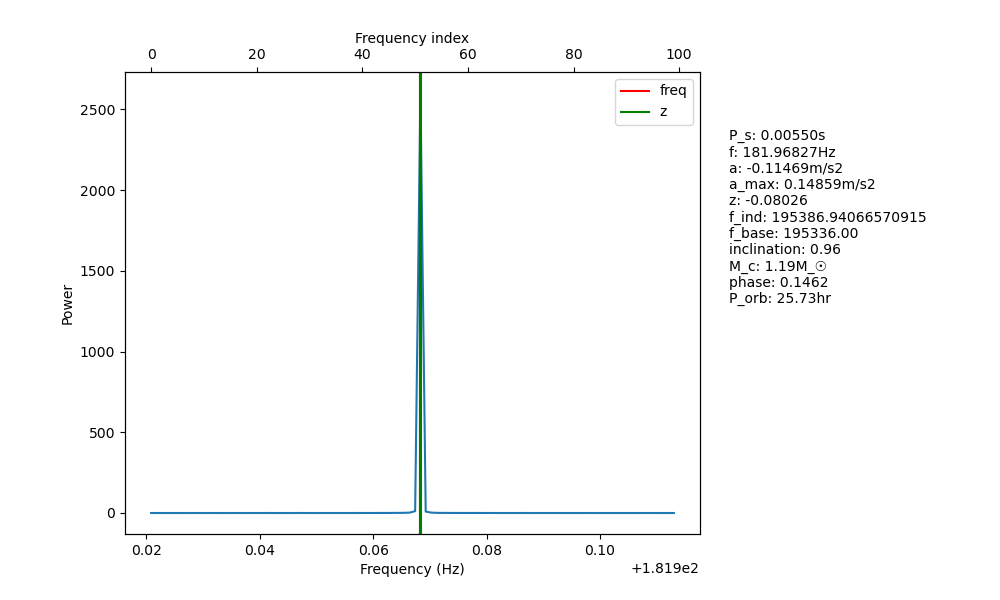 Frequency index
0 20 40 60 80 100
freq
z
2500
2000
1500
1000
500
0
Power
0.02 0.04 0.06 0.08 0.10
Frequency (Hz)
+1.819e2
P_s: 0.00550s
f: 181.96827Hz
a: -0.11469m/s2
a_max: 0.14859m/s2
z: -0.08026
f_ind: 195386.94066570915
f_base: 195336.00
inclination: 0.96
M_c: 1.19M_☉
phase: 0.1462
P_orb: 25.73hr